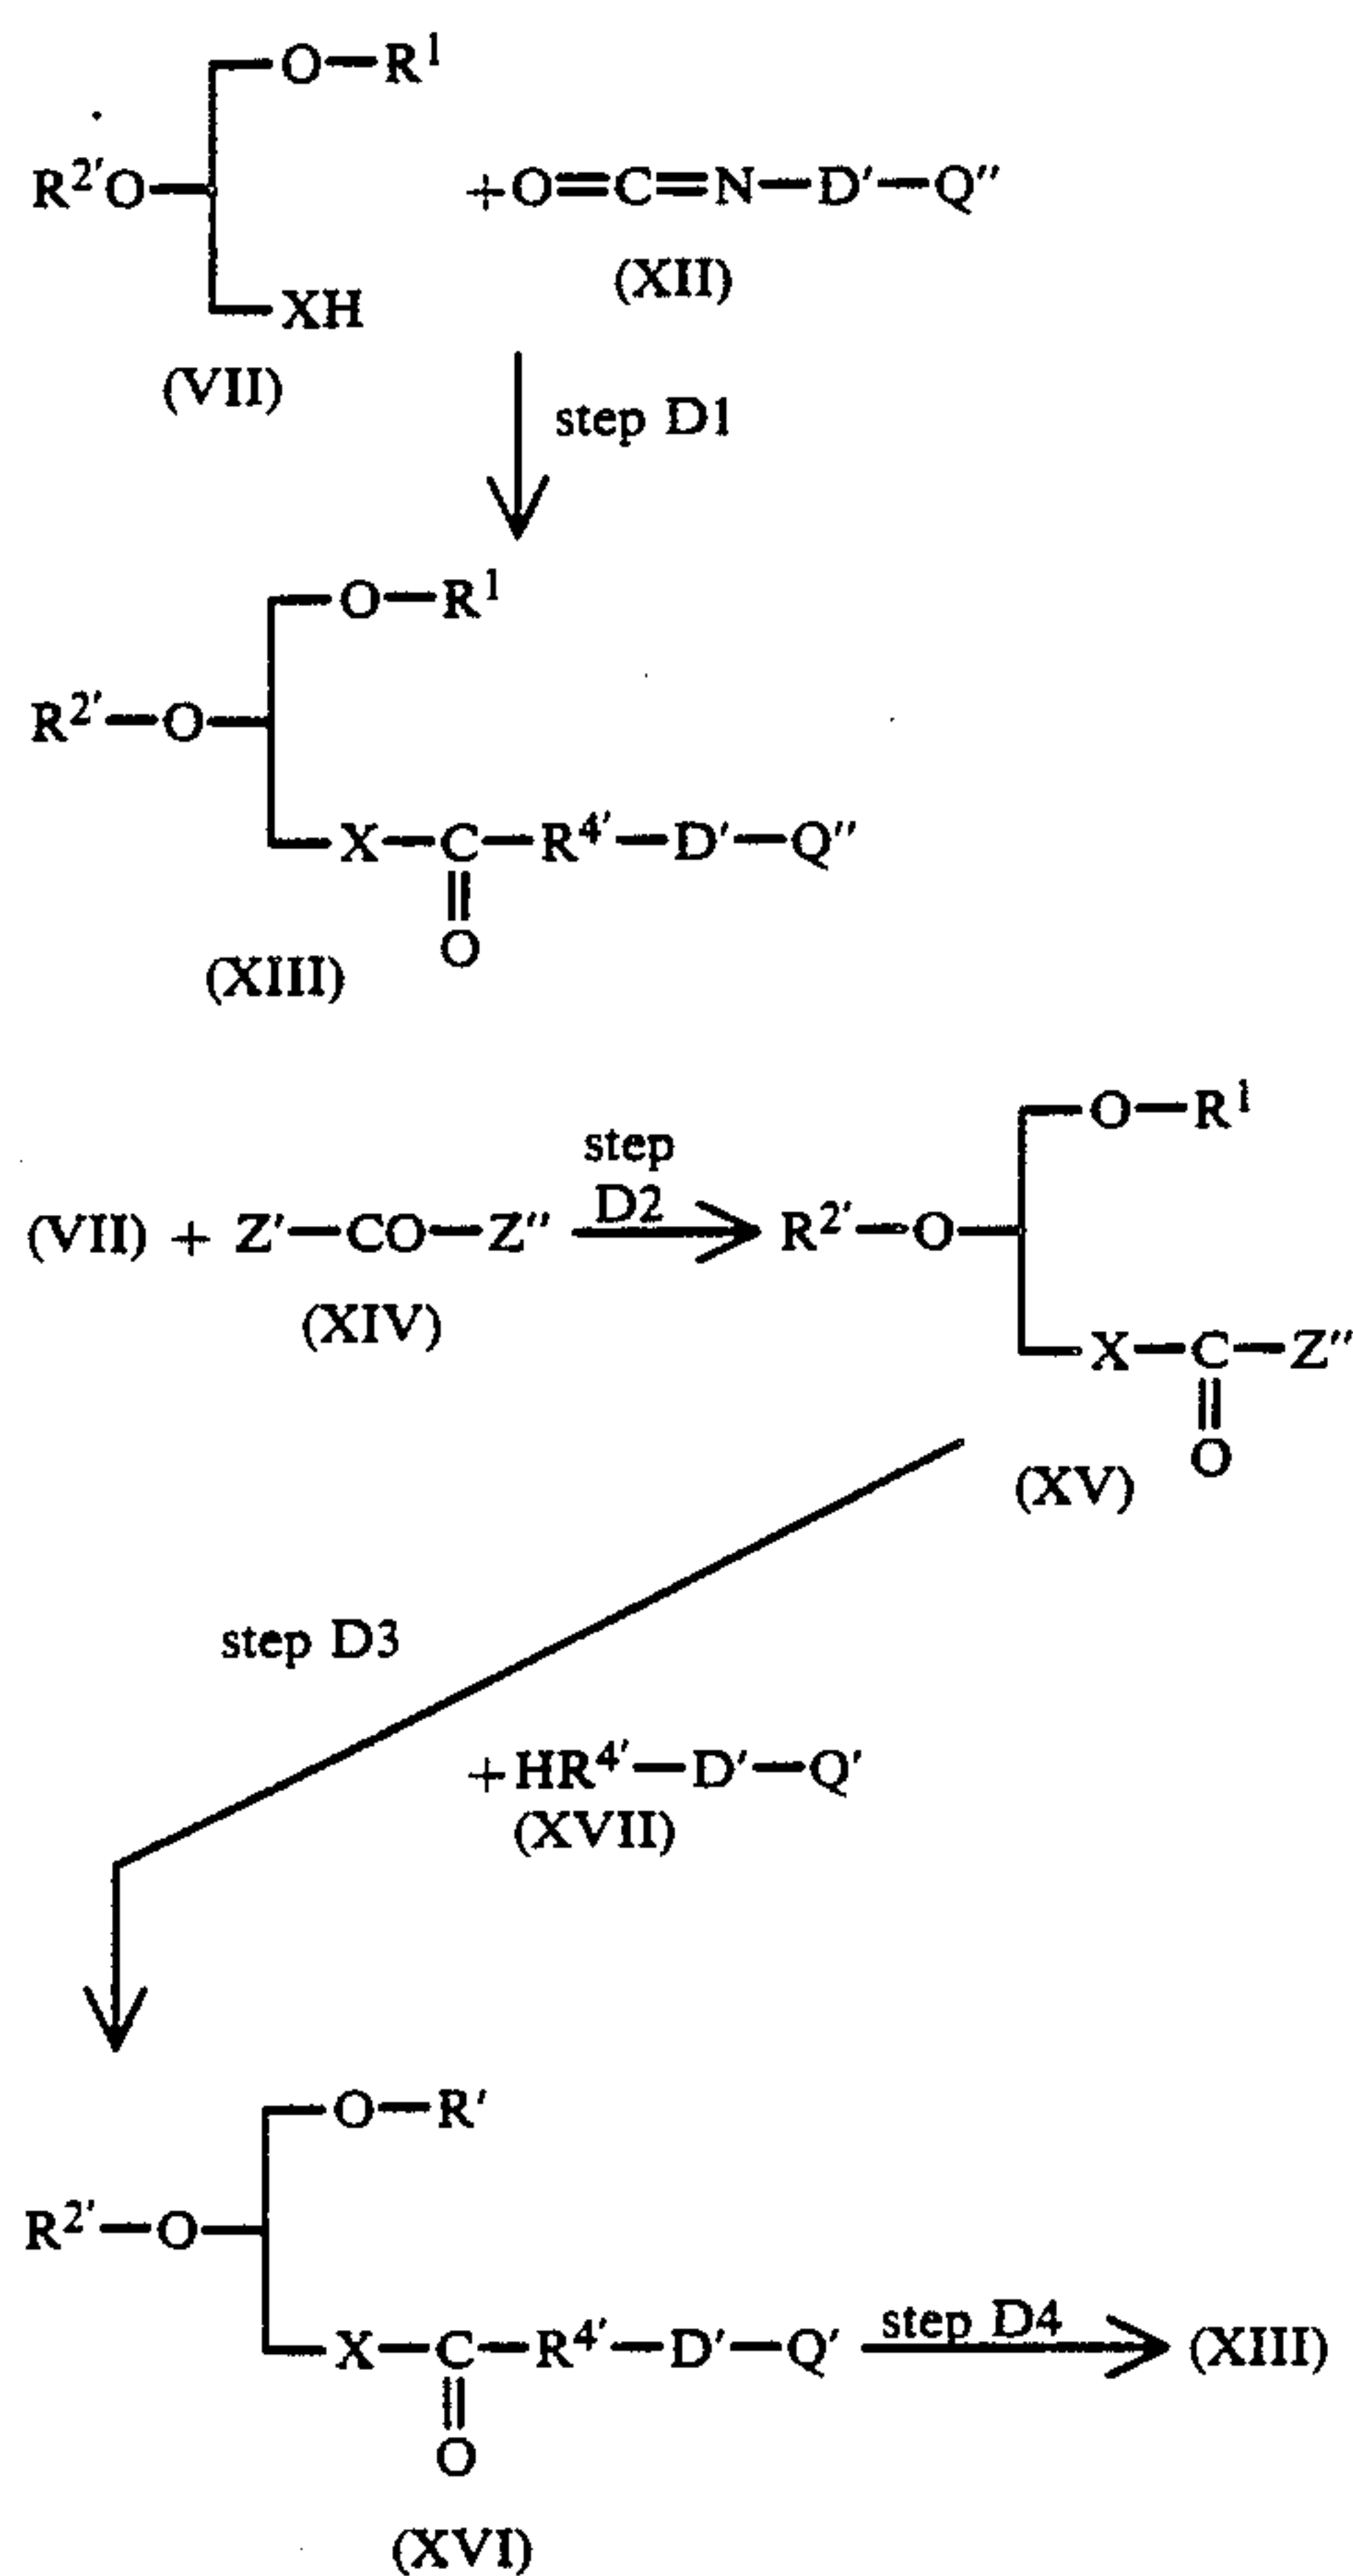 O—R¹
R²′O— +O=C=N—D′—Q″
(XII)
XH
(VII)
step D1
O—R¹
R²′—O
X—C—R⁴′—D′—Q″
O
(XIII)
O—R¹
step
D2
(VII) + Z′—CO—Z″ R²′—O
(XIV)
X—C—Z″
O
(XV)
step D3
+HR⁴′—D′—Q′
(XVII)
O—R′
R²′—O
X—C—R⁴′—D′—Q′ step D4 (XIII)
O
(XVI)